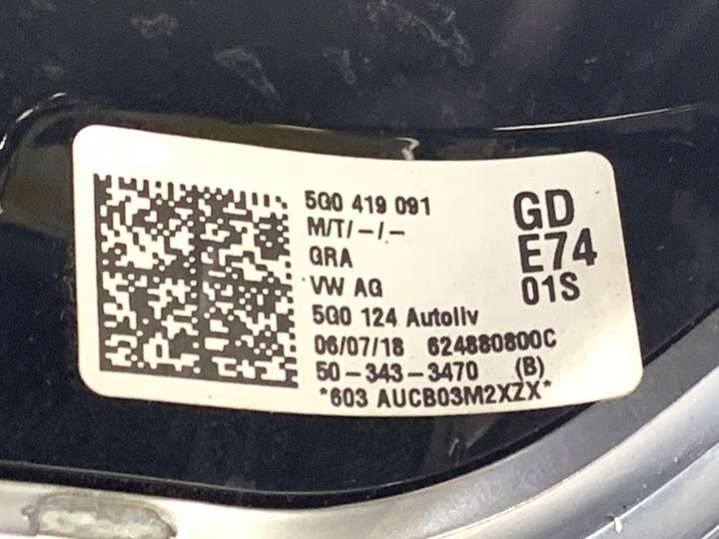 5G0 419 091
M/T/-/-
GRA
VW AG
5G0 124 Autoliv
06/07/18 624880800C
50-343-3470 (B)
*603 AUCB03M2XZX*
GD
E74
01S